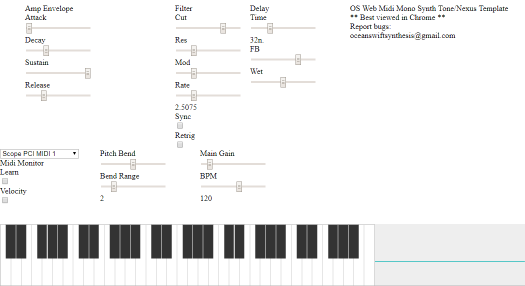 Amp Envelope
Attack
Decay
Sustain
Release
Filter
Cut
Res
Mod
Rate
2.5075
Sync
Retrig
Delay
Time
32n.
FB
Wet
OS Web Midi Mono Synth Tone/Nexus Template
** Best viewed in Chrome **
Report bugs:
oceanswiftsynthesis@gmail.com
Scope PCI MIDI 1
Midi Monitor
Learn
Velocity
Pitch Bend
Bend Range
2
Main Gain
BPM
120